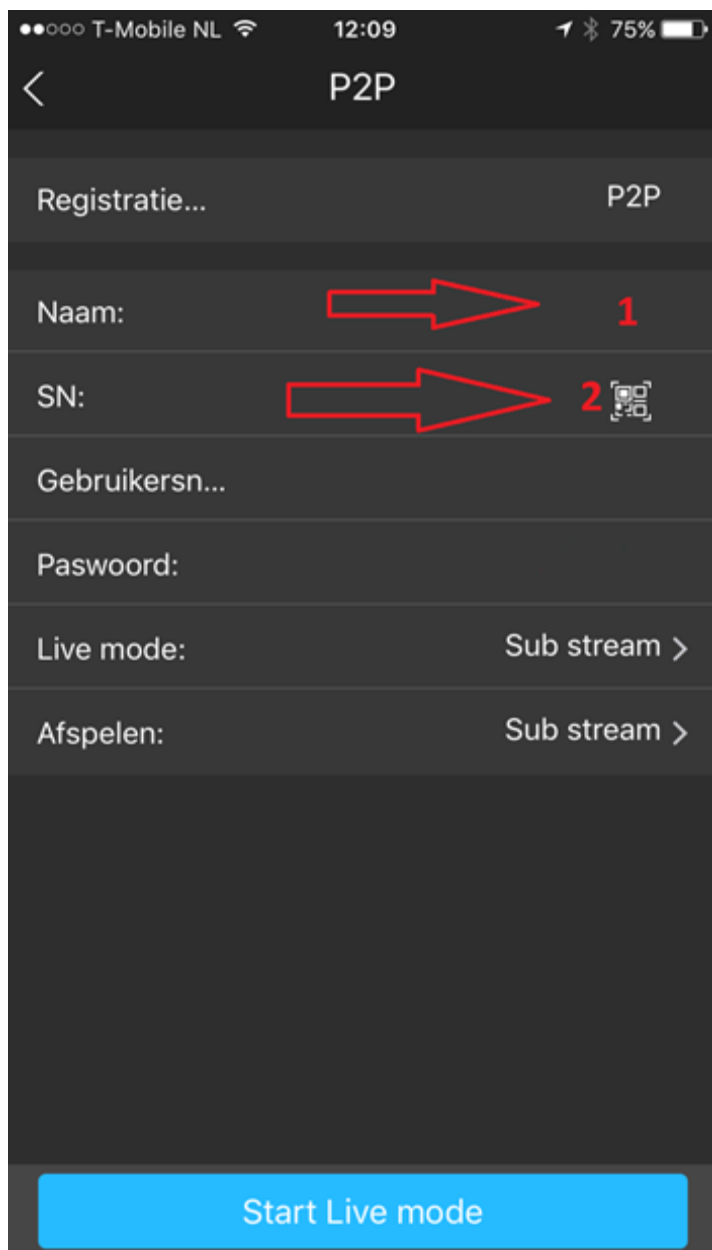 T-Mobile NL 12:09 75%
P2P
Registratie... P2P
Naam: 1
SN: 2
Gebruikersn...
Paswoord:
Live mode: Sub stream >
Afspelen: Sub stream >
Start Live mode